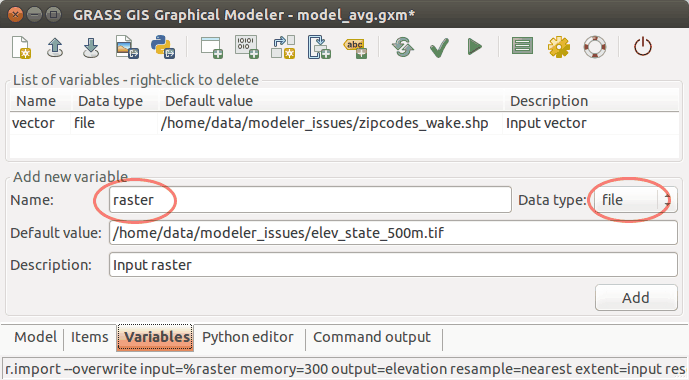 GRASS GIS Graphical Modeler - model_avg.gxm*
abc
List of variables - right-click to delete
Name Data type Default value Description
vector file /home/data/modeler_issues/zipcodes_wake.shp Input vector
Add new variable
Name: raster Data type: file
Default value: /home/data/modeler_issues/elev_state_500m.tif
Description: Input raster
Add
Model Items Variables Python editor Command output
r.import --overwrite input=%raster memory=300 output=elevation resample=nearest extent=input res